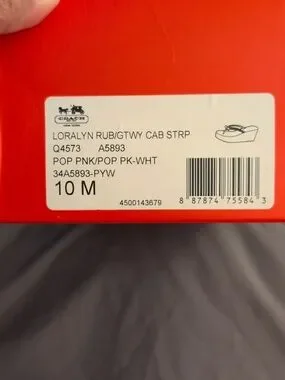 COACH
LORALYN RUB/GTWY CAB STRP
Q4573 A5893
POP PNK/POP PK-WHT
34A5893-PYW
10 M
4500143679
8 87874 75584 3